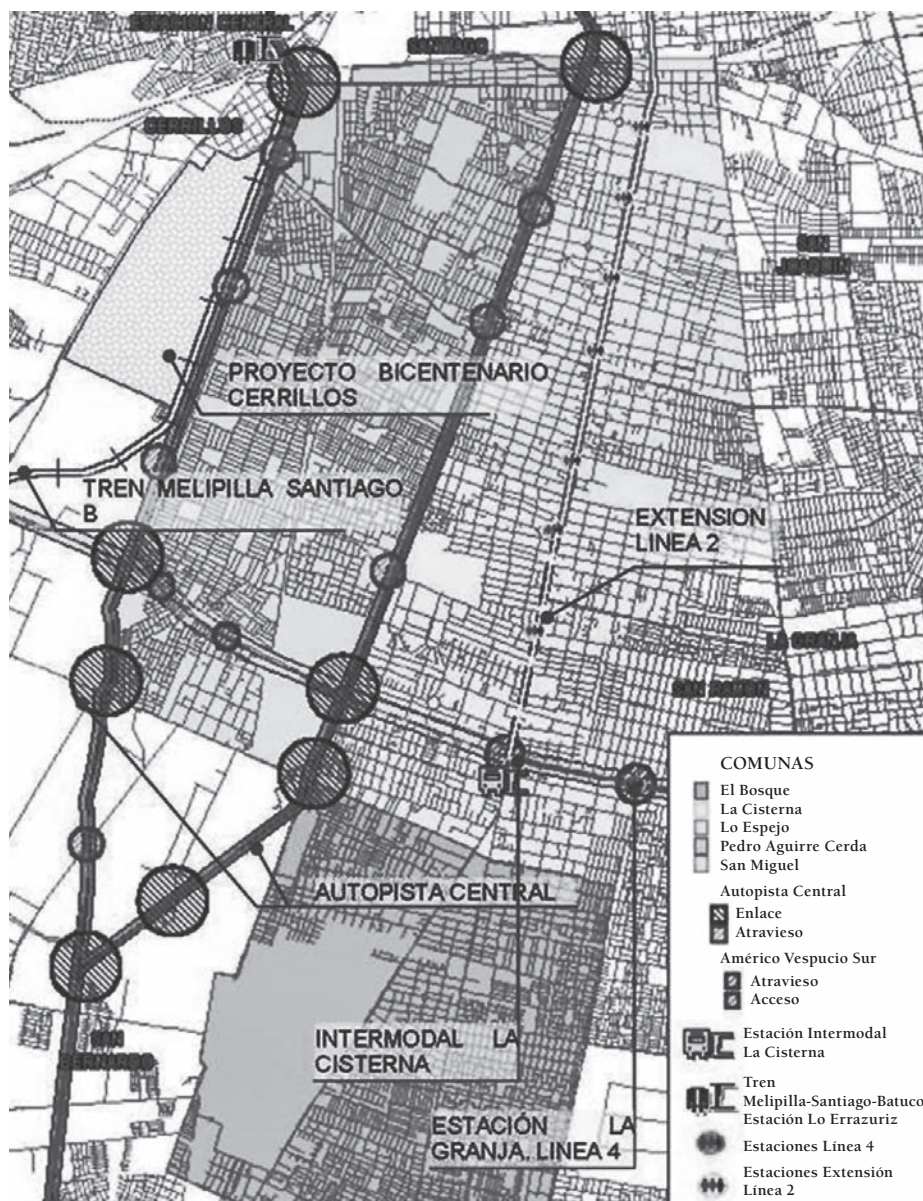 ESTACION CENTRAL
SANTIAGO
CERRILLOS
SAN
JOAQUIN
PROYECTO BICENTENARIO
CERRILLOS
TREN MELIPILLA SANTIAGO
B
EXTENSION
LINEA 2
LA GRANJA
SAN RAMON
AUTOPISTA CENTRAL
SAN
BERNARDO
INTERMODAL LA
CISTERNA
ESTACIÓN LA
GRANJA. LINEA 4
COMUNAS
El Bosque
La Cisterna
Lo Espejo
Pedro Aguirre Cerda
San Miguel
Autopista Central
Enlace
Atravieso
Américo Vespucio Sur
Atravieso
Acceso
Estación Intermodal
La Cisterna
Tren
Melipilla-Santiago-Batuco
Estación Lo Errazuriz
Estaciones Línea 4
Estaciones Extensión
Línea 2